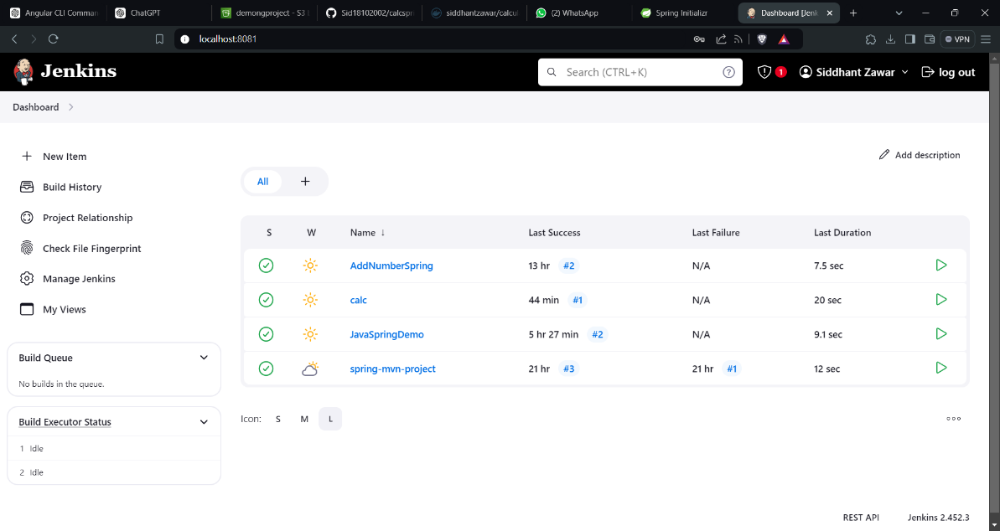 Angular CLI Comman
ChatGPT
demongproject - S3 t
Sid18102002/calcspr
siddhantzawar/calcul
(2) WhatsApp
Spring Initializr
Dashboard [Jenk
localhost:8081
VPN
Jenkins
Search (CTRL+K)
?
1
Siddhant Zawar
log out
Dashboard
New Item
Build History
Project Relationship
Check File Fingerprint
Manage Jenkins
My Views
Build Queue
No builds in the queue.
Build Executor Status
1 Idle
2 Idle
Add description
All +
S W Name ↓ Last Success Last Failure Last Duration
AddNumberSpring 13 hr #2 N/A 7.5 sec
calc 44 min #1 N/A 20 sec
JavaSpringDemo 5 hr 27 min #2 N/A 9.1 sec
spring-mvn-project 21 hr #3 21 hr #1 12 sec
Icon: S M L
REST API Jenkins 2.452.3